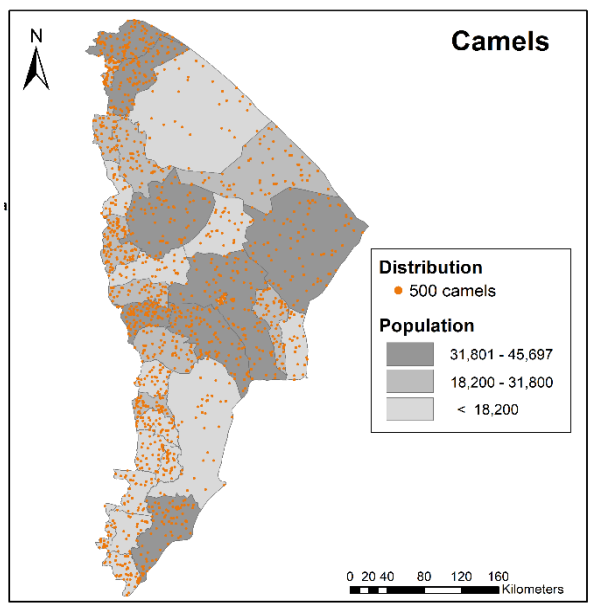 Camels
N
Distribution
500 camels
Population
31,801 - 45,697
18,200 - 31,800
< 18,200
0 20 40 80 120 160
Kilometers